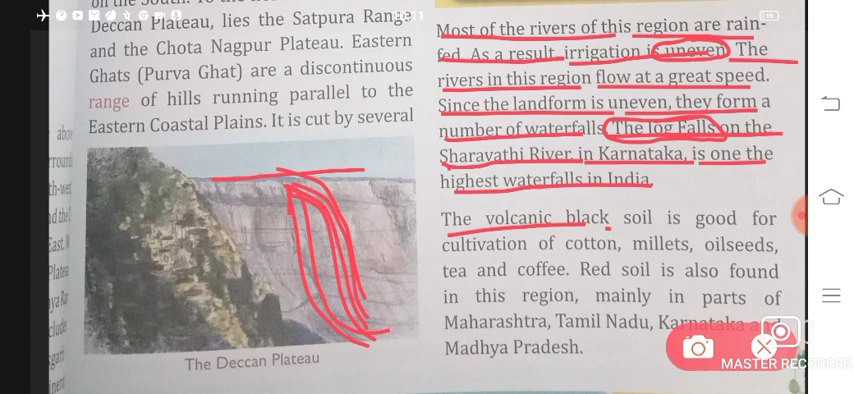 Deccan Plateau, lies the Satpura Range
and the Chota Nagpur Plateau. Eastern
Ghats (Purva Ghat) are a discontinuous
range of hills running parallel to the
Eastern Coastal Plains. It is cut by several
The Deccan Plateau
Most of the rivers of this region are rain-
fed. As a result, irrigation is uneven. The
rivers in this region flow at a great speed.
Since the landform is uneven, they form a
number of waterfalls. The Jog Falls on the
Sharavathi River, in Karnataka, is one the
highest waterfalls in India.
The volcanic black soil is good for
cultivation of cotton, millets, oilseeds,
tea and coffee. Red soil is also found
in this region, mainly in parts of
Maharashtra, Tamil Nadu, Karnataka and
Madhya Pradesh.
MASTER RECORDER